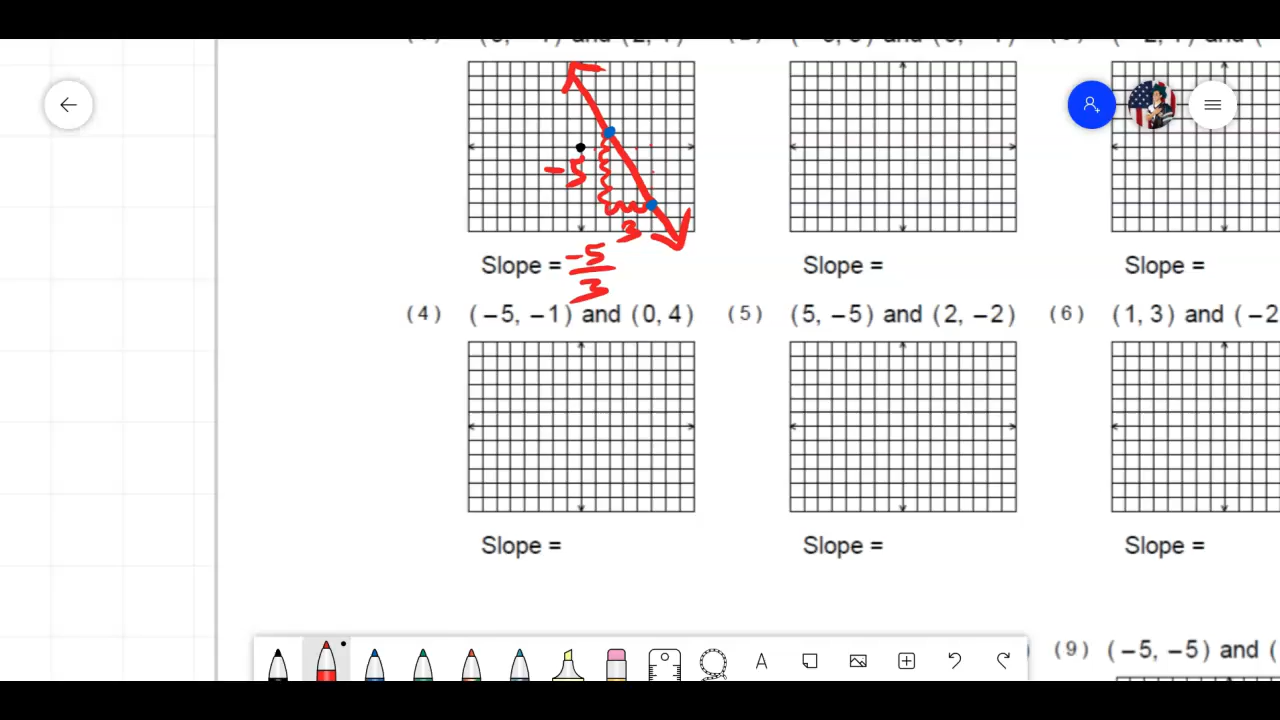 and
-5
3
Slope = -5/3
Slope =
Slope =
(4) (−5, −1) and (0, 4)
(5) (5, −5) and (2, −2)
(6) (1, 3) and (−2
Slope =
Slope =
Slope =
(9) (−5, −5) and (
A